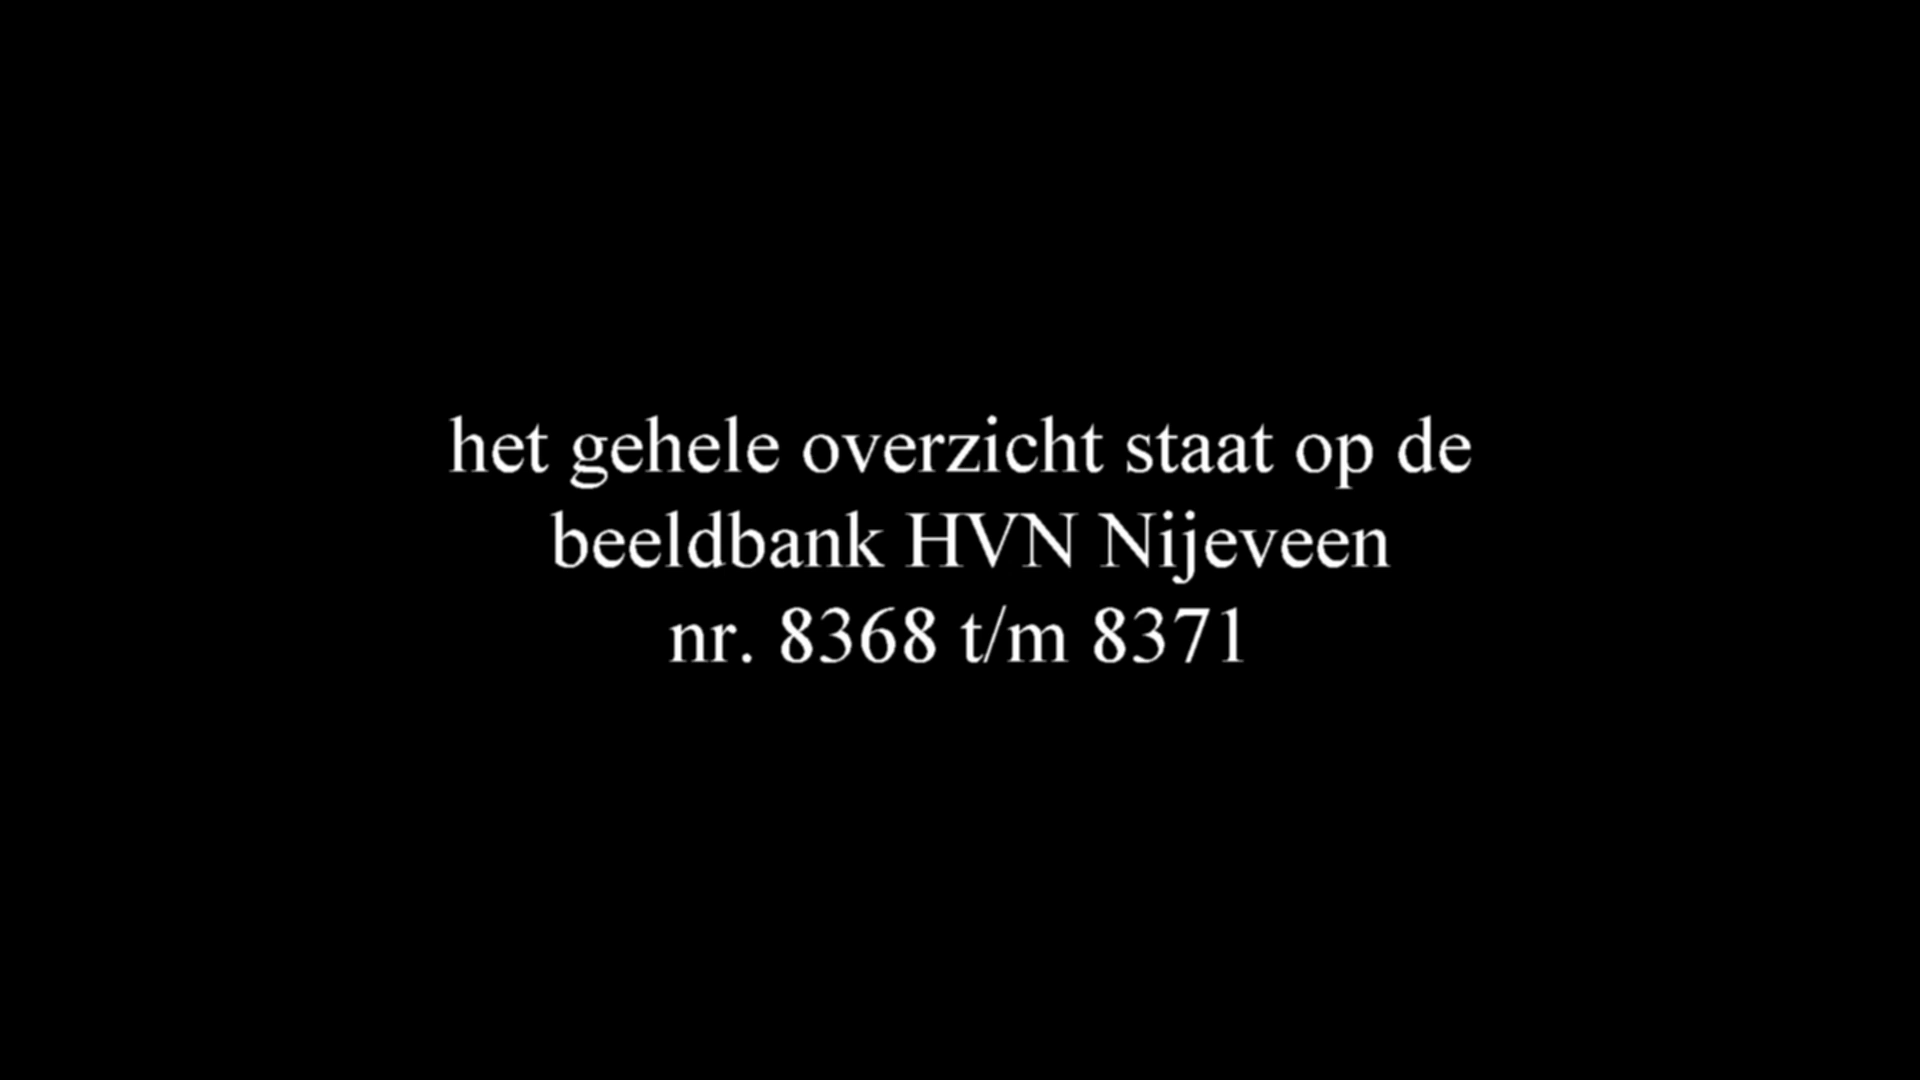 het gehele overzicht staat op de
beeldbank HVN Nijeveen
nr. 8368 t/m 8371